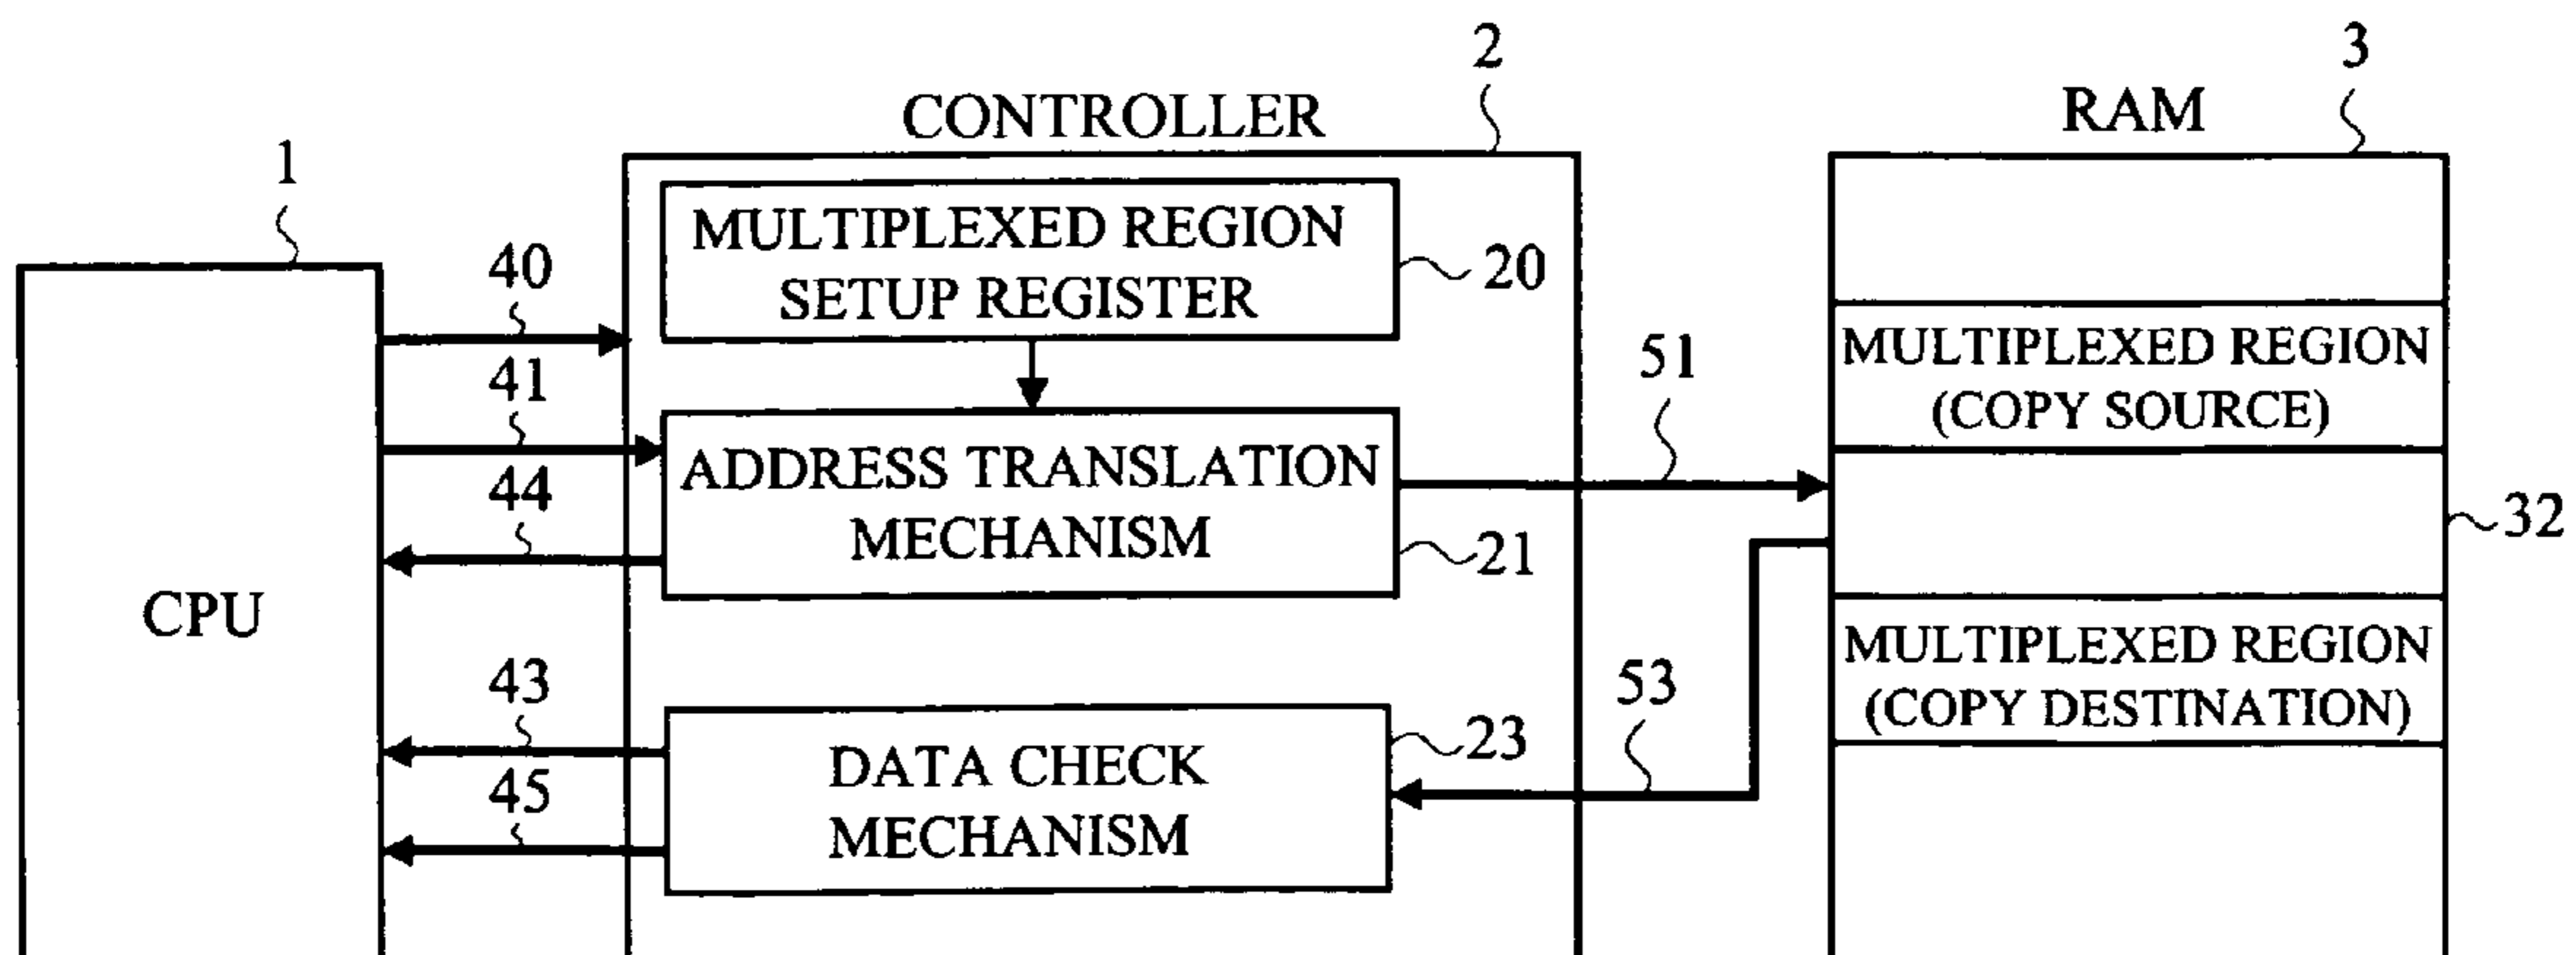 2
3
CONTROLLER
RAM
1
MULTIPLEXED REGION
SETUP REGISTER
20
40
41
44
51
MULTIPLEXED REGION
(COPY SOURCE)
ADDRESS TRANSLATION
MECHANISM
21
32
CPU
43
45
53
MULTIPLEXED REGION
(COPY DESTINATION)
DATA CHECK
MECHANISM
23